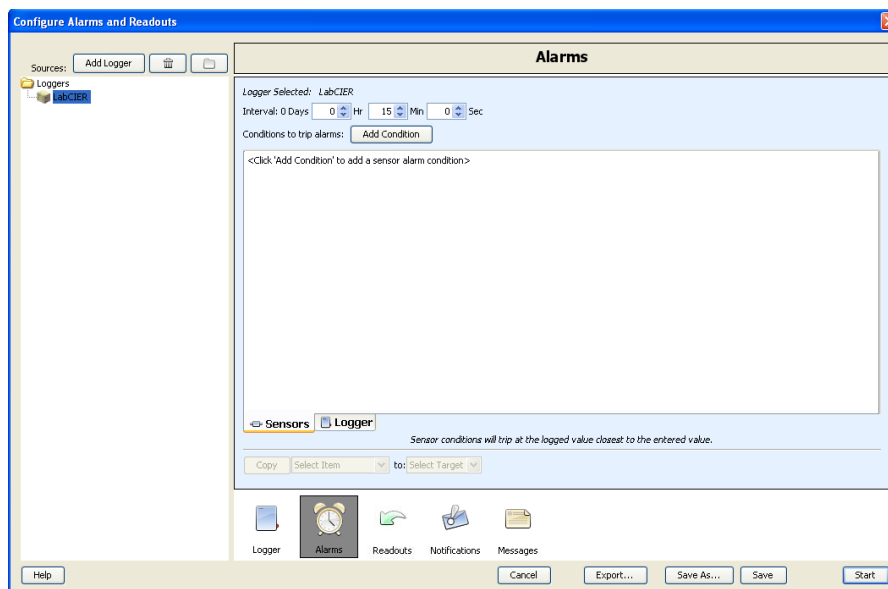 Configure Alarms and Readouts
Sources: Add Logger
Alarms
Loggers
LabCIER
Logger Selected: LabCIER
Interval: 0 Days 0 Hr 15 Min 0 Sec
Conditions to trip alarms: Add Condition
<Click 'Add Condition' to add a sensor alarm condition>
Sensors Logger
Sensor conditions will trip at the logged value closest to the entered value.
Copy Select Item to: Select Target
Logger Alarms Readouts Notifications Messages
Help Cancel Export... Save As... Save Start